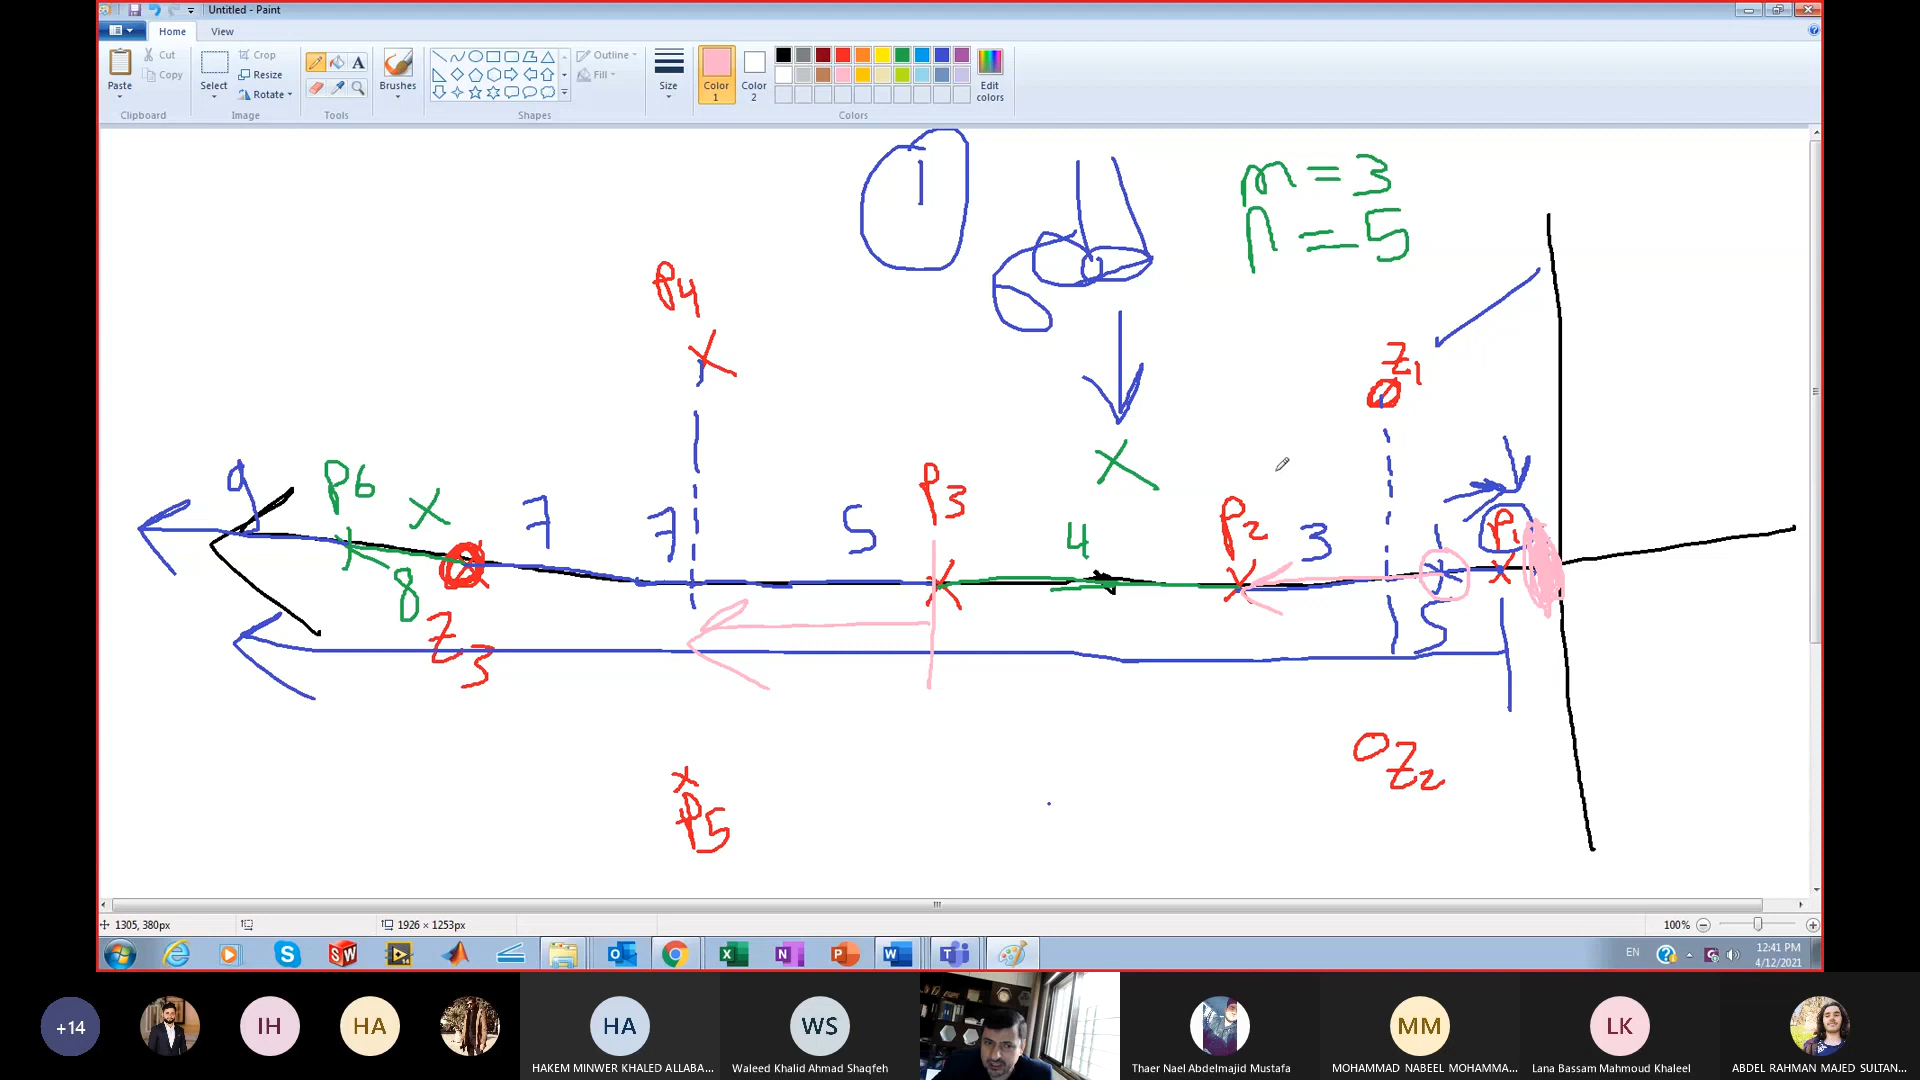 Untitled - Paint
Home
View
Paste
Cut
Copy
Clipboard
Select
Crop
Resize
Rotate
Image
A
Tools
Brushes
Outline
Fill
Shapes
Size
Color
1
Color
2
Edit
colors
Colors
1
m = 3
n = 5
P4
Z1
P6
7
7
5
P3
4
P2
3
1
P1
8
Z
3
5
Z2
P5
1305, 380px
1926 × 1253px
100%
EN
12:41 PM
4/12/2021
+14
IH
HA
HA
HAKEM MINWER KHALED ALLABA...
WS
Waleed Khalid Ahmad Shaqfeh
Thaer Nael Abdelmajid Mustafa
MM
MOHAMMAD NABEEL MOHAMMA...
LK
Lana Bassam Mahmoud Khaleel
ABDEL RAHMAN MAJED SULTAN...